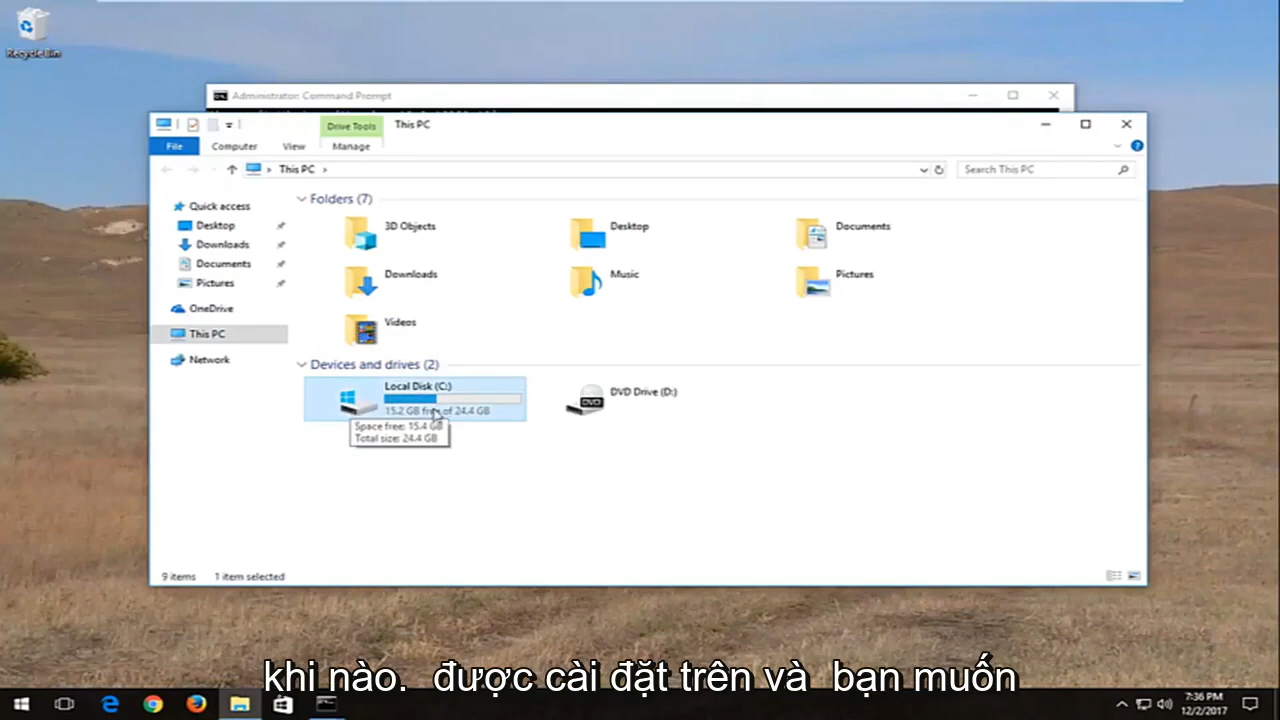 Recycle Bin
Administrator: Command Prompt
Drive Tools
This PC
File
Computer
View
Manage
This PC
Search This PC
Quick access
Desktop
Downloads
Documents
Pictures
OneDrive
This PC
Network
Folders (7)
3D Objects
Desktop
Documents
Downloads
Music
Pictures
Videos
Devices and drives (2)
Local Disk (C:)
15.2 GB free of 24.4 GB
Space free: 15.4 GB
Total size: 24.4 GB
DVD
DVD Drive (D:)
9 items
1 item selected
khi nào. được cài đặt trên và bạn muốn
7:36 PM
12/2/2017